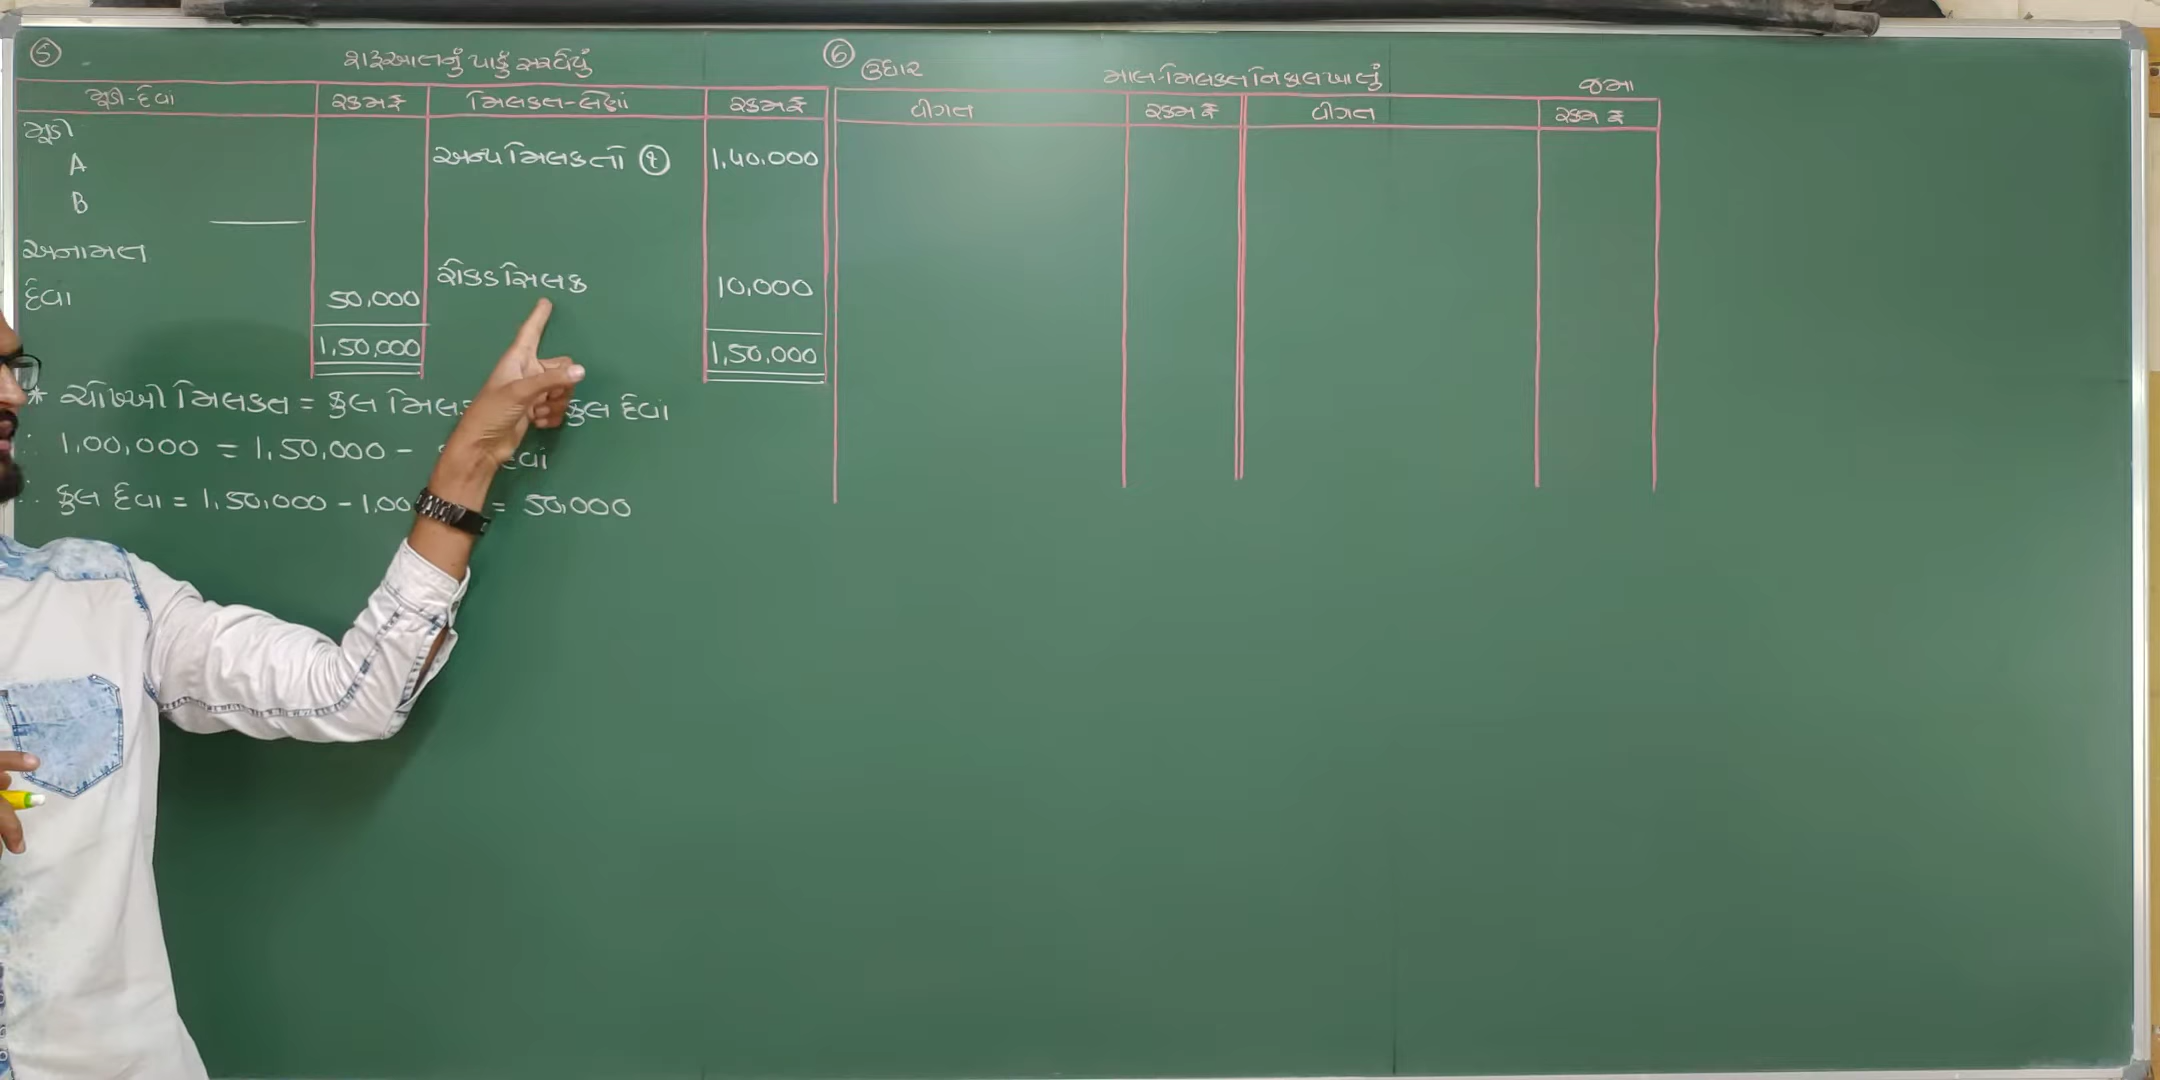 5
શરૂઆતનું પાકું સરવૈયું
મૂડી-દેવાં રકમ ₹ મિલકત-લેણાં રકમ ₹
મૂડી
A
B
અનામત
દેવાં 50,000
1,50,000
અન્ય મિલકતો ૧ 1,40,000
રોકડ સિલક 10,000
1,50,000
* ચોખ્ખી મિલકત = કુલ કુલ દેવાં
∴ 1,00,000 = 1,50,000 - દેવાં
∴ કુલ દેવાં = 1,50,000 - 1,00 = 50,000
6 ઉધાર માલ-મિલકત નિકાલ ખાતું જમા
વીગત રકમ ₹ વીગત રકમ ₹